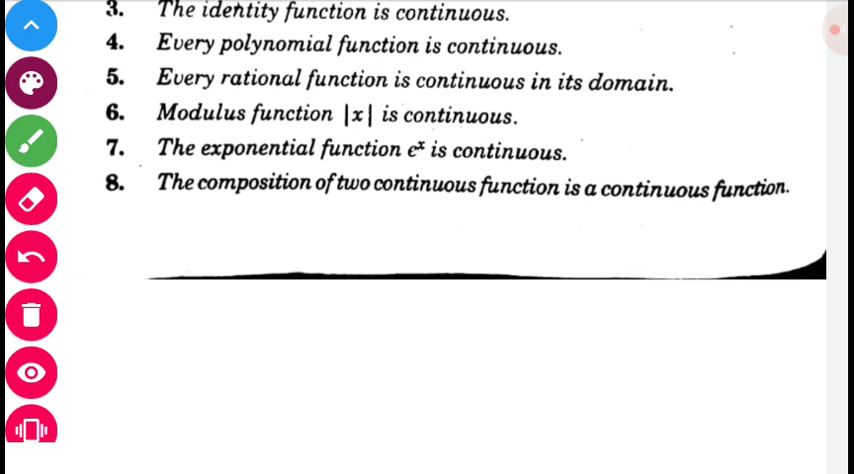 3. The identity function is continuous.
4. Every polynomial function is continuous.
5. Every rational function is continuous in its domain.
6. Modulus function |x| is continuous.
7. The exponential function eˣ is continuous.
8. The composition of two continuous function is a continuous function.